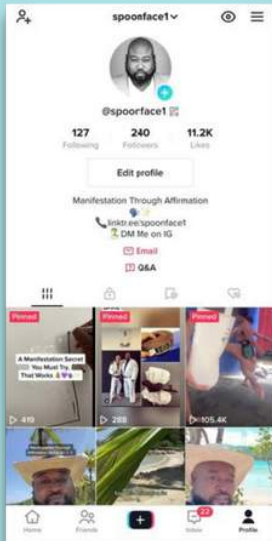 spoonface1
@spoorface1
127 240 11.2K
Following Followers Likes
Edit profile
Manifestation Through Affirmation
linktr.ee/spoonface1
DM Me on IG
Email
Q&A
Pinned Pinned Pinned
A Manifestation Secret
You Must Try,
That Works
419 288 105.4K
22
Home Friends Inbox Profile